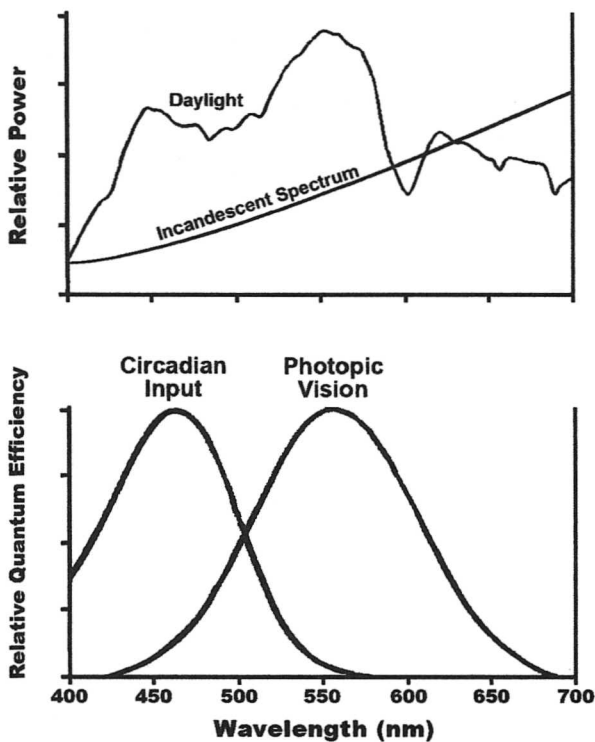 Relative Power
Daylight
Incandescent Spectrum
Relative Quantum Efficiency
Circadian
Input
Photopic
Vision
400 450 500 550 600 650 700
Wavelength (nm)